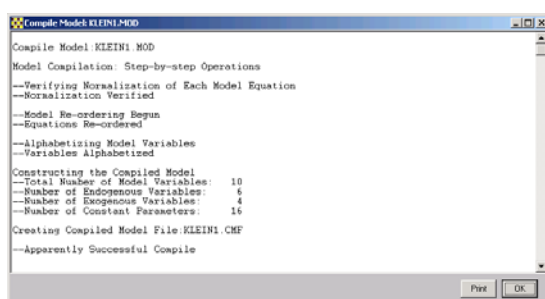 Compile Model: KLEIN1.MOD
Compile Model:KLEIN1.MOD
Model Compilation: Step-by-step Operations
--Verifying Normalization of Each Model Equation
--Normalization Verified
--Model Re-ordering Begun
--Equations Re-ordered
--Alphabetizing Model Variables
--Variables Alphabetized
Constructing the Compiled Model
--Total Number of Model Variables: 10
--Number of Endogenous Variables: 6
--Number of Exogenous Variables: 4
--Number of Constant Parameters: 16
Creating Compiled Model File:KLEIN1.CMF
--Apparently Successful Compile
Print OK